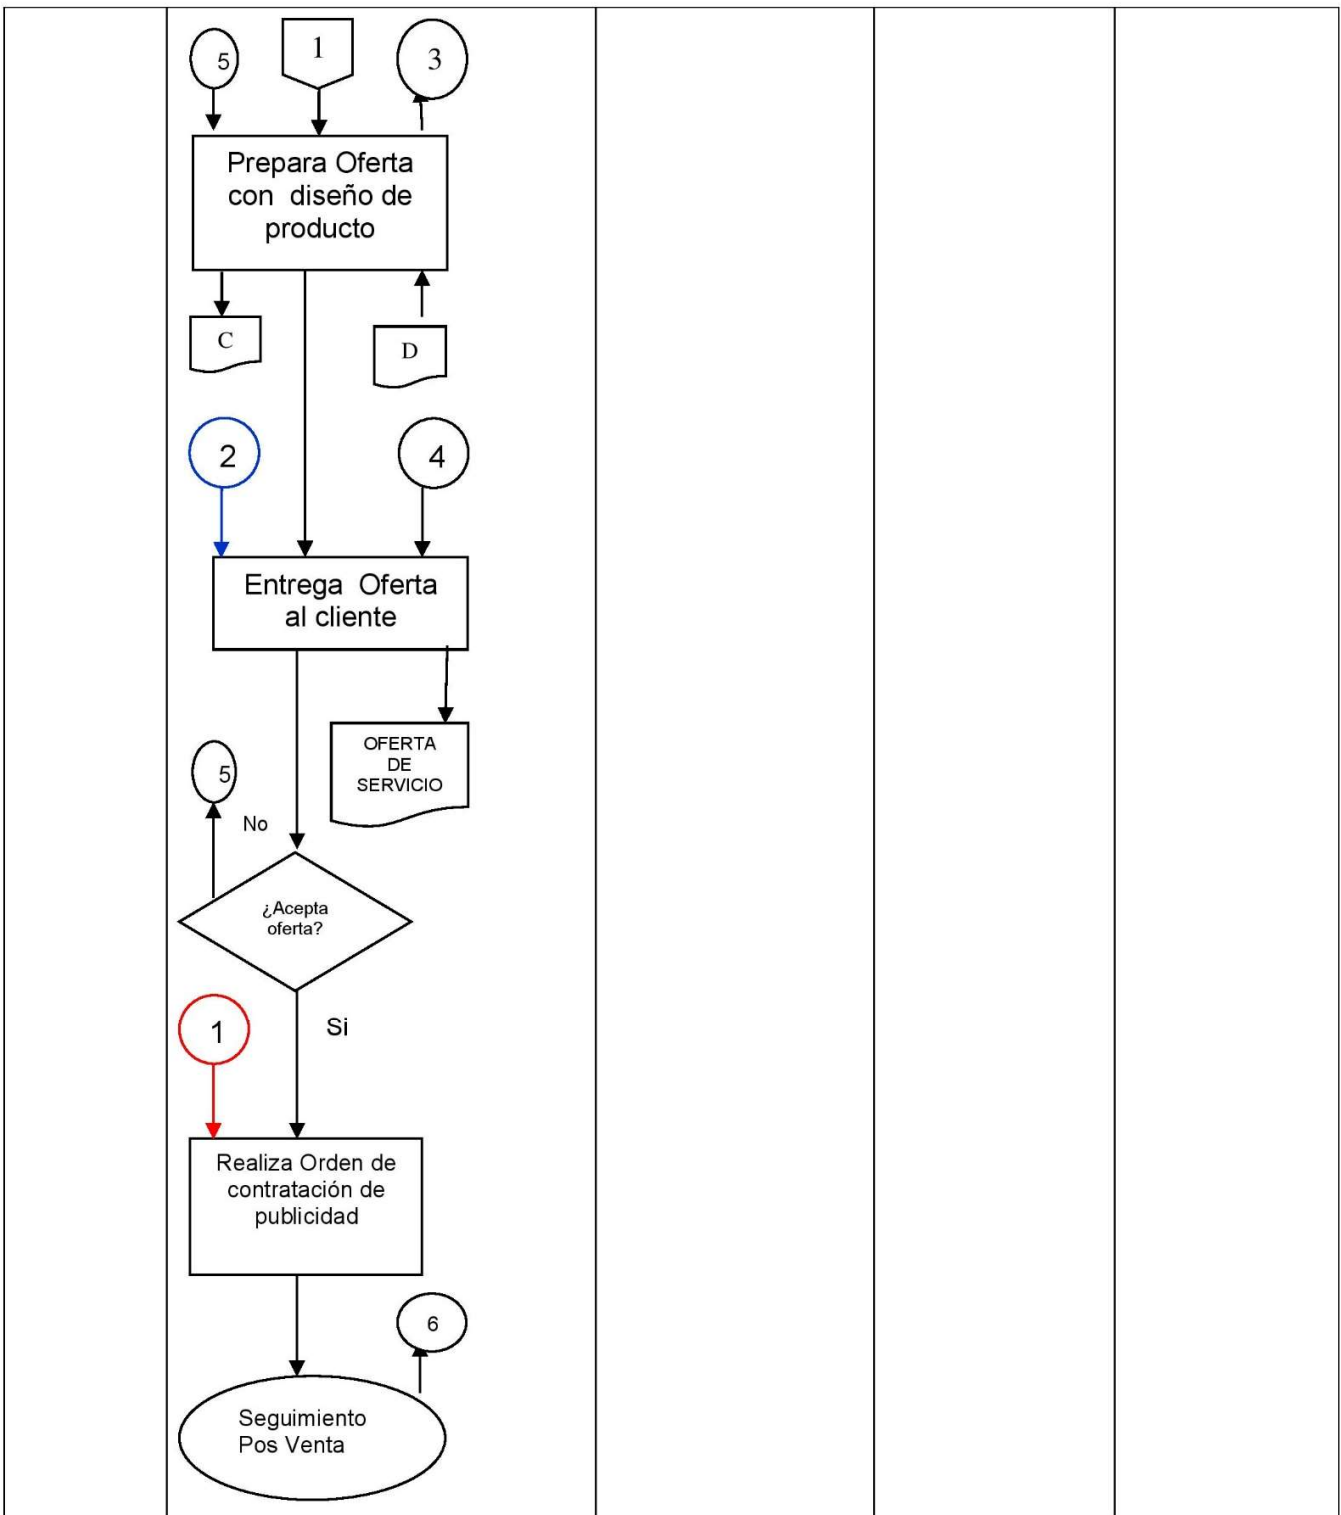 5
1
3
Prepara Oferta
con diseño de
producto
C
D
2
4
Entrega Oferta
al cliente
OFERTA
DE
SERVICIO
5
No
¿Acepta
oferta?
1
Si
Realiza Orden de
contratación de
publicidad
6
Seguimiento
Pos Venta